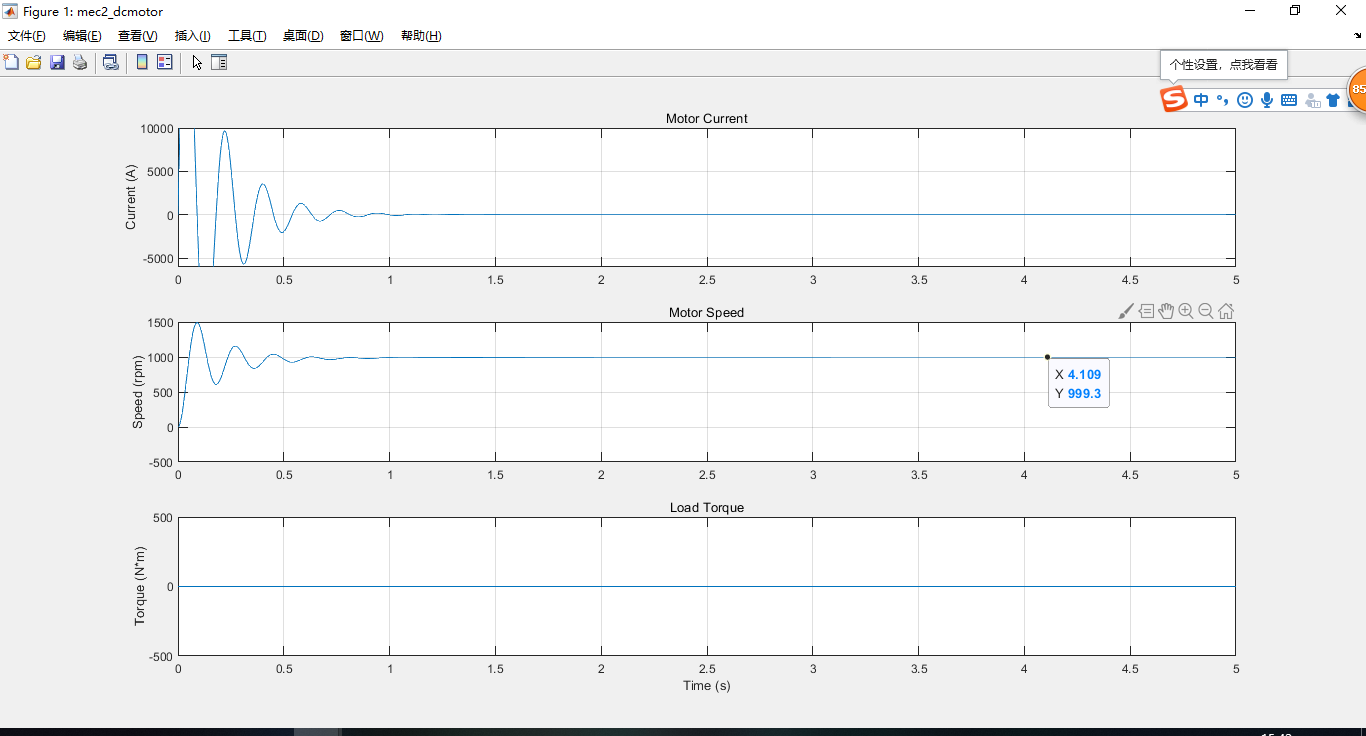 Figure 1: mec2_dcmotor
文件(F) 编辑(E) 查看(V) 插入(I) 工具(T) 桌面(D) 窗口(W) 帮助(H)
个性设置，点我看看
85
S 中
Motor Current
10000
5000
0
-5000
Current (A)
0 0.5 1 1.5 2 2.5 3 3.5 4 4.5 5
Motor Speed
1500
1000
500
0
-500
Speed (rpm)
X 4.109
Y 999.3
0 0.5 1 1.5 2 2.5 3 3.5 4 4.5 5
Load Torque
500
0
-500
Torque (N*m)
0 0.5 1 1.5 2 2.5 3 3.5 4 4.5 5
Time (s)